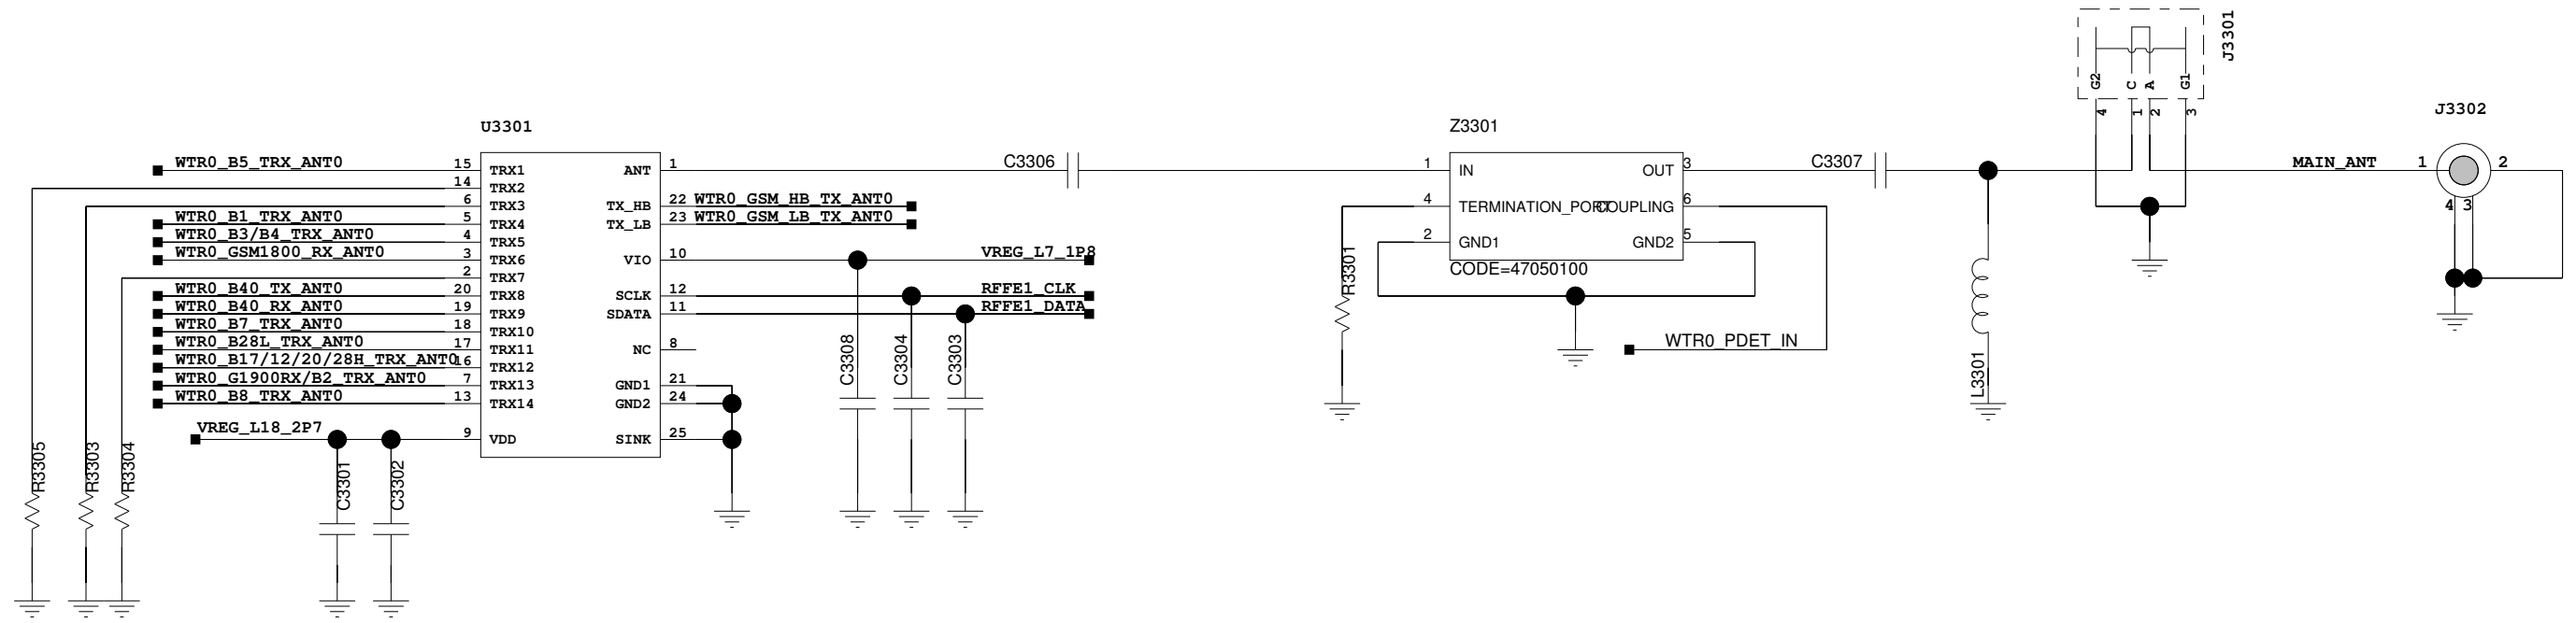 J3301
G2 C A G1
4 1 2 3
J3302
U3301
Z3301
WTR0_B5_TRX_ANT0 15 TRX1 ANT 1 C3306 1 IN OUT 3 C3307 MAIN_ANT 1 2
14 TRX2
6 TRX3 TX_HB 22 WTR0_GSM_HB_TX_ANT0 4 TERMINATION_PORT COUPLING 6 4 3
WTR0_B1_TRX_ANT0 5 TRX4 TX_LB 23 WTR0_GSM_LB_TX_ANT0
WTR0_B3/B4_TRX_ANT0 4 TRX5 2 GND1 GND2 5
WTR0_GSM1800_RX_ANT0 3 TRX6 VIO 10 VREG_L7_1P8
CODE=47050100
2 TRX7
R3301
WTR0_B40_TX_ANT0 20 TRX8 SCLK 12 RFFE1_CLK
WTR0_B40_RX_ANT0 19 TRX9 SDATA 11 RFFE1_DATA
WTR0_B7_TRX_ANT0 18 TRX10
WTR0_PDET_IN
WTR0_B28L_TRX_ANT0 17 TRX11 NC 8
C3308 C3304 C3303
L3301
WTR0_B17/12/20/28H_TRX_ANT0 16 TRX12
WTR0_G1900RX/B2_TRX_ANT0 7 TRX13 GND1 21
WTR0_B8_TRX_ANT0 13 TRX14 GND2 24
VREG_L18_2P7 9 VDD SINK 25
R3305 R3303 R3304 C3301 C3302